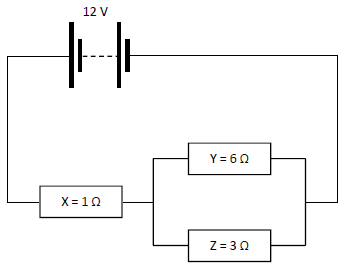 12 V
Y = 6 Ω
X = 1 Ω
Z = 3 Ω